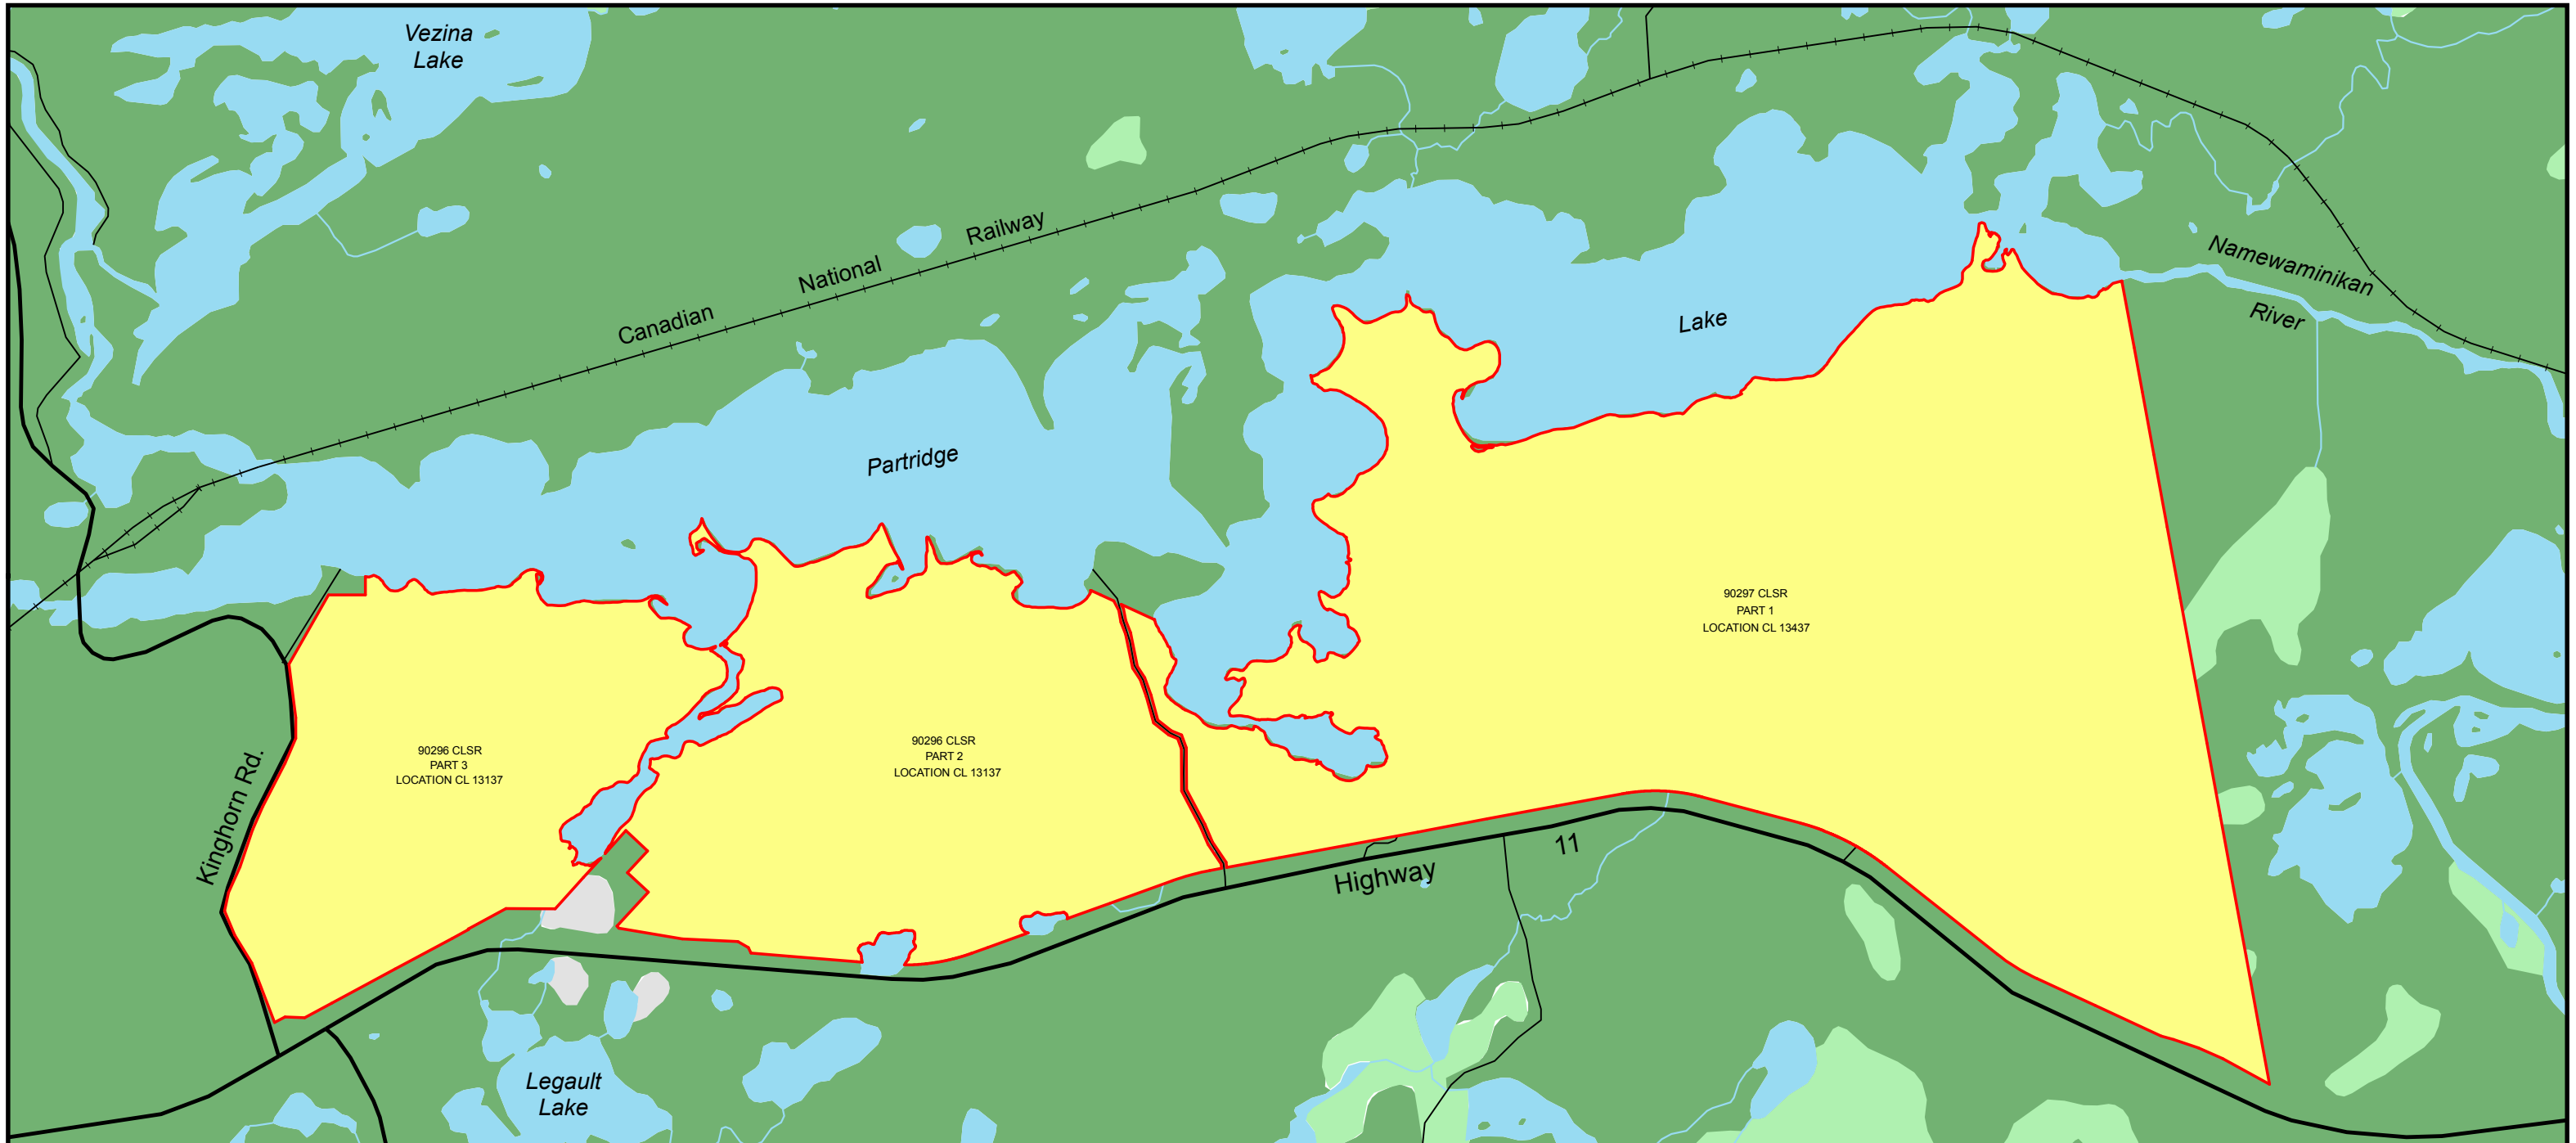 Vezina
Lake
Canadian National Railway
Namewaminikan
River
Lake
Partridge
90297 CLSR
PART 1
LOCATION CL 13437
90296 CLSR
PART 2
LOCATION CL 13137
90296 CLSR
PART 3
LOCATION CL 13137
Kinghorn Rd.
Highway 11
Legault
Lake